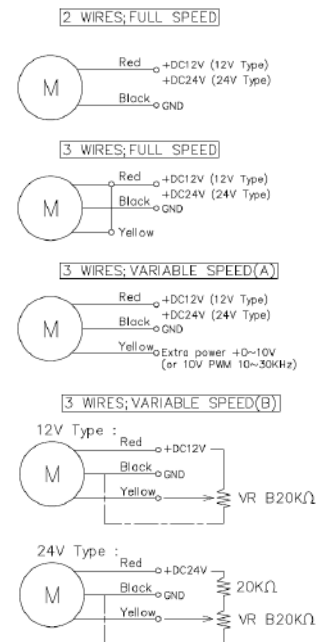 2 WIRES; FULL SPEED
M
Red
+DC12V (12V Type)
+DC24V (24V Type)
Black
GND
3 WIRES; FULL SPEED
M
Red
+DC12V (12V Type)
+DC24V (24V Type)
Black
GND
Yellow
3 WIRES; VARIABLE SPEED(A)
M
Red
+DC12V (12V Type)
+DC24V (24V Type)
Black
GND
Yellow
Extra power +0~10V
(or 10V PWM 10~30KHz)
3 WIRES; VARIABLE SPEED(B)
12V Type :
M
Red
+DC12V
Black
GND
Yellow
VR B20KΩ
24V Type :
M
Red
+DC24V
Black
GND
20KΩ
Yellow
VR B20KΩ